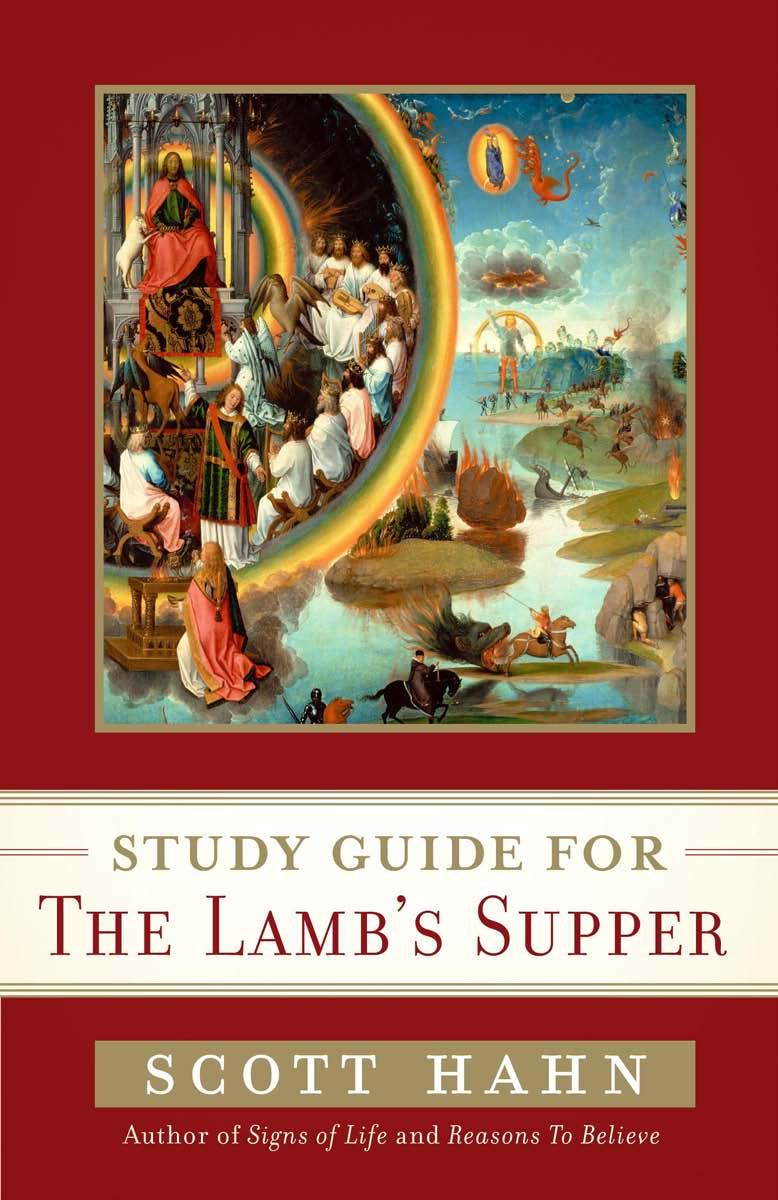 STUDY GUIDE FOR
THE LAMB’S SUPPER
SCOTT HAHN
Author of Signs of Life and Reasons To Believe